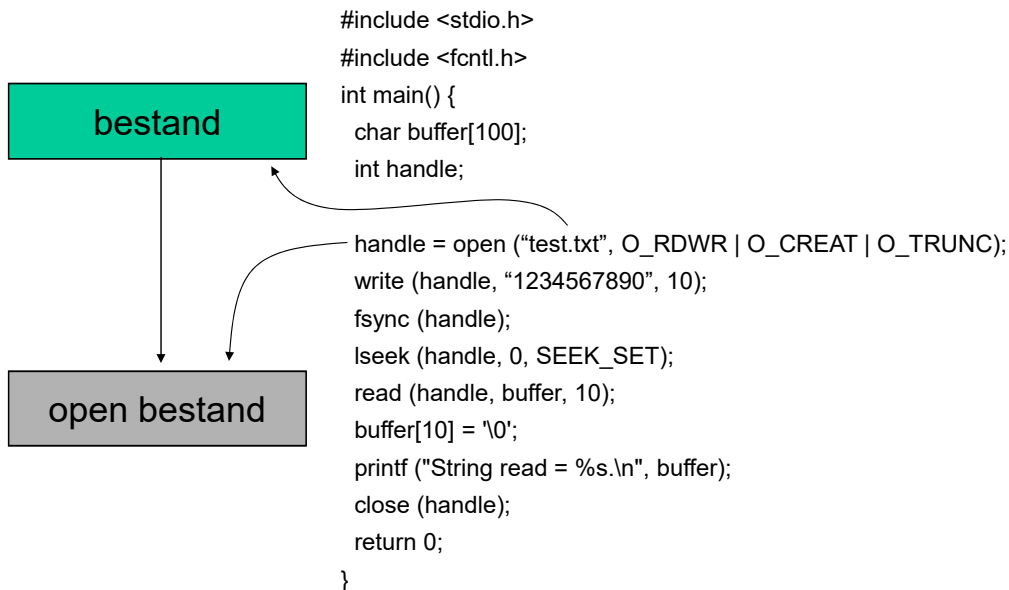 #include <stdio.h>
#include <fcntl.h>
int main() {
char buffer[100];
int handle;
handle = open (“test.txt”, O_RDWR | O_CREAT | O_TRUNC);
write (handle, “1234567890”, 10);
fsync (handle);
lseek (handle, 0, SEEK_SET);
read (handle, buffer, 10);
buffer[10] = '\0';
printf ("String read = %s.\n", buffer);
close (handle);
return 0;
}
bestand
open bestand